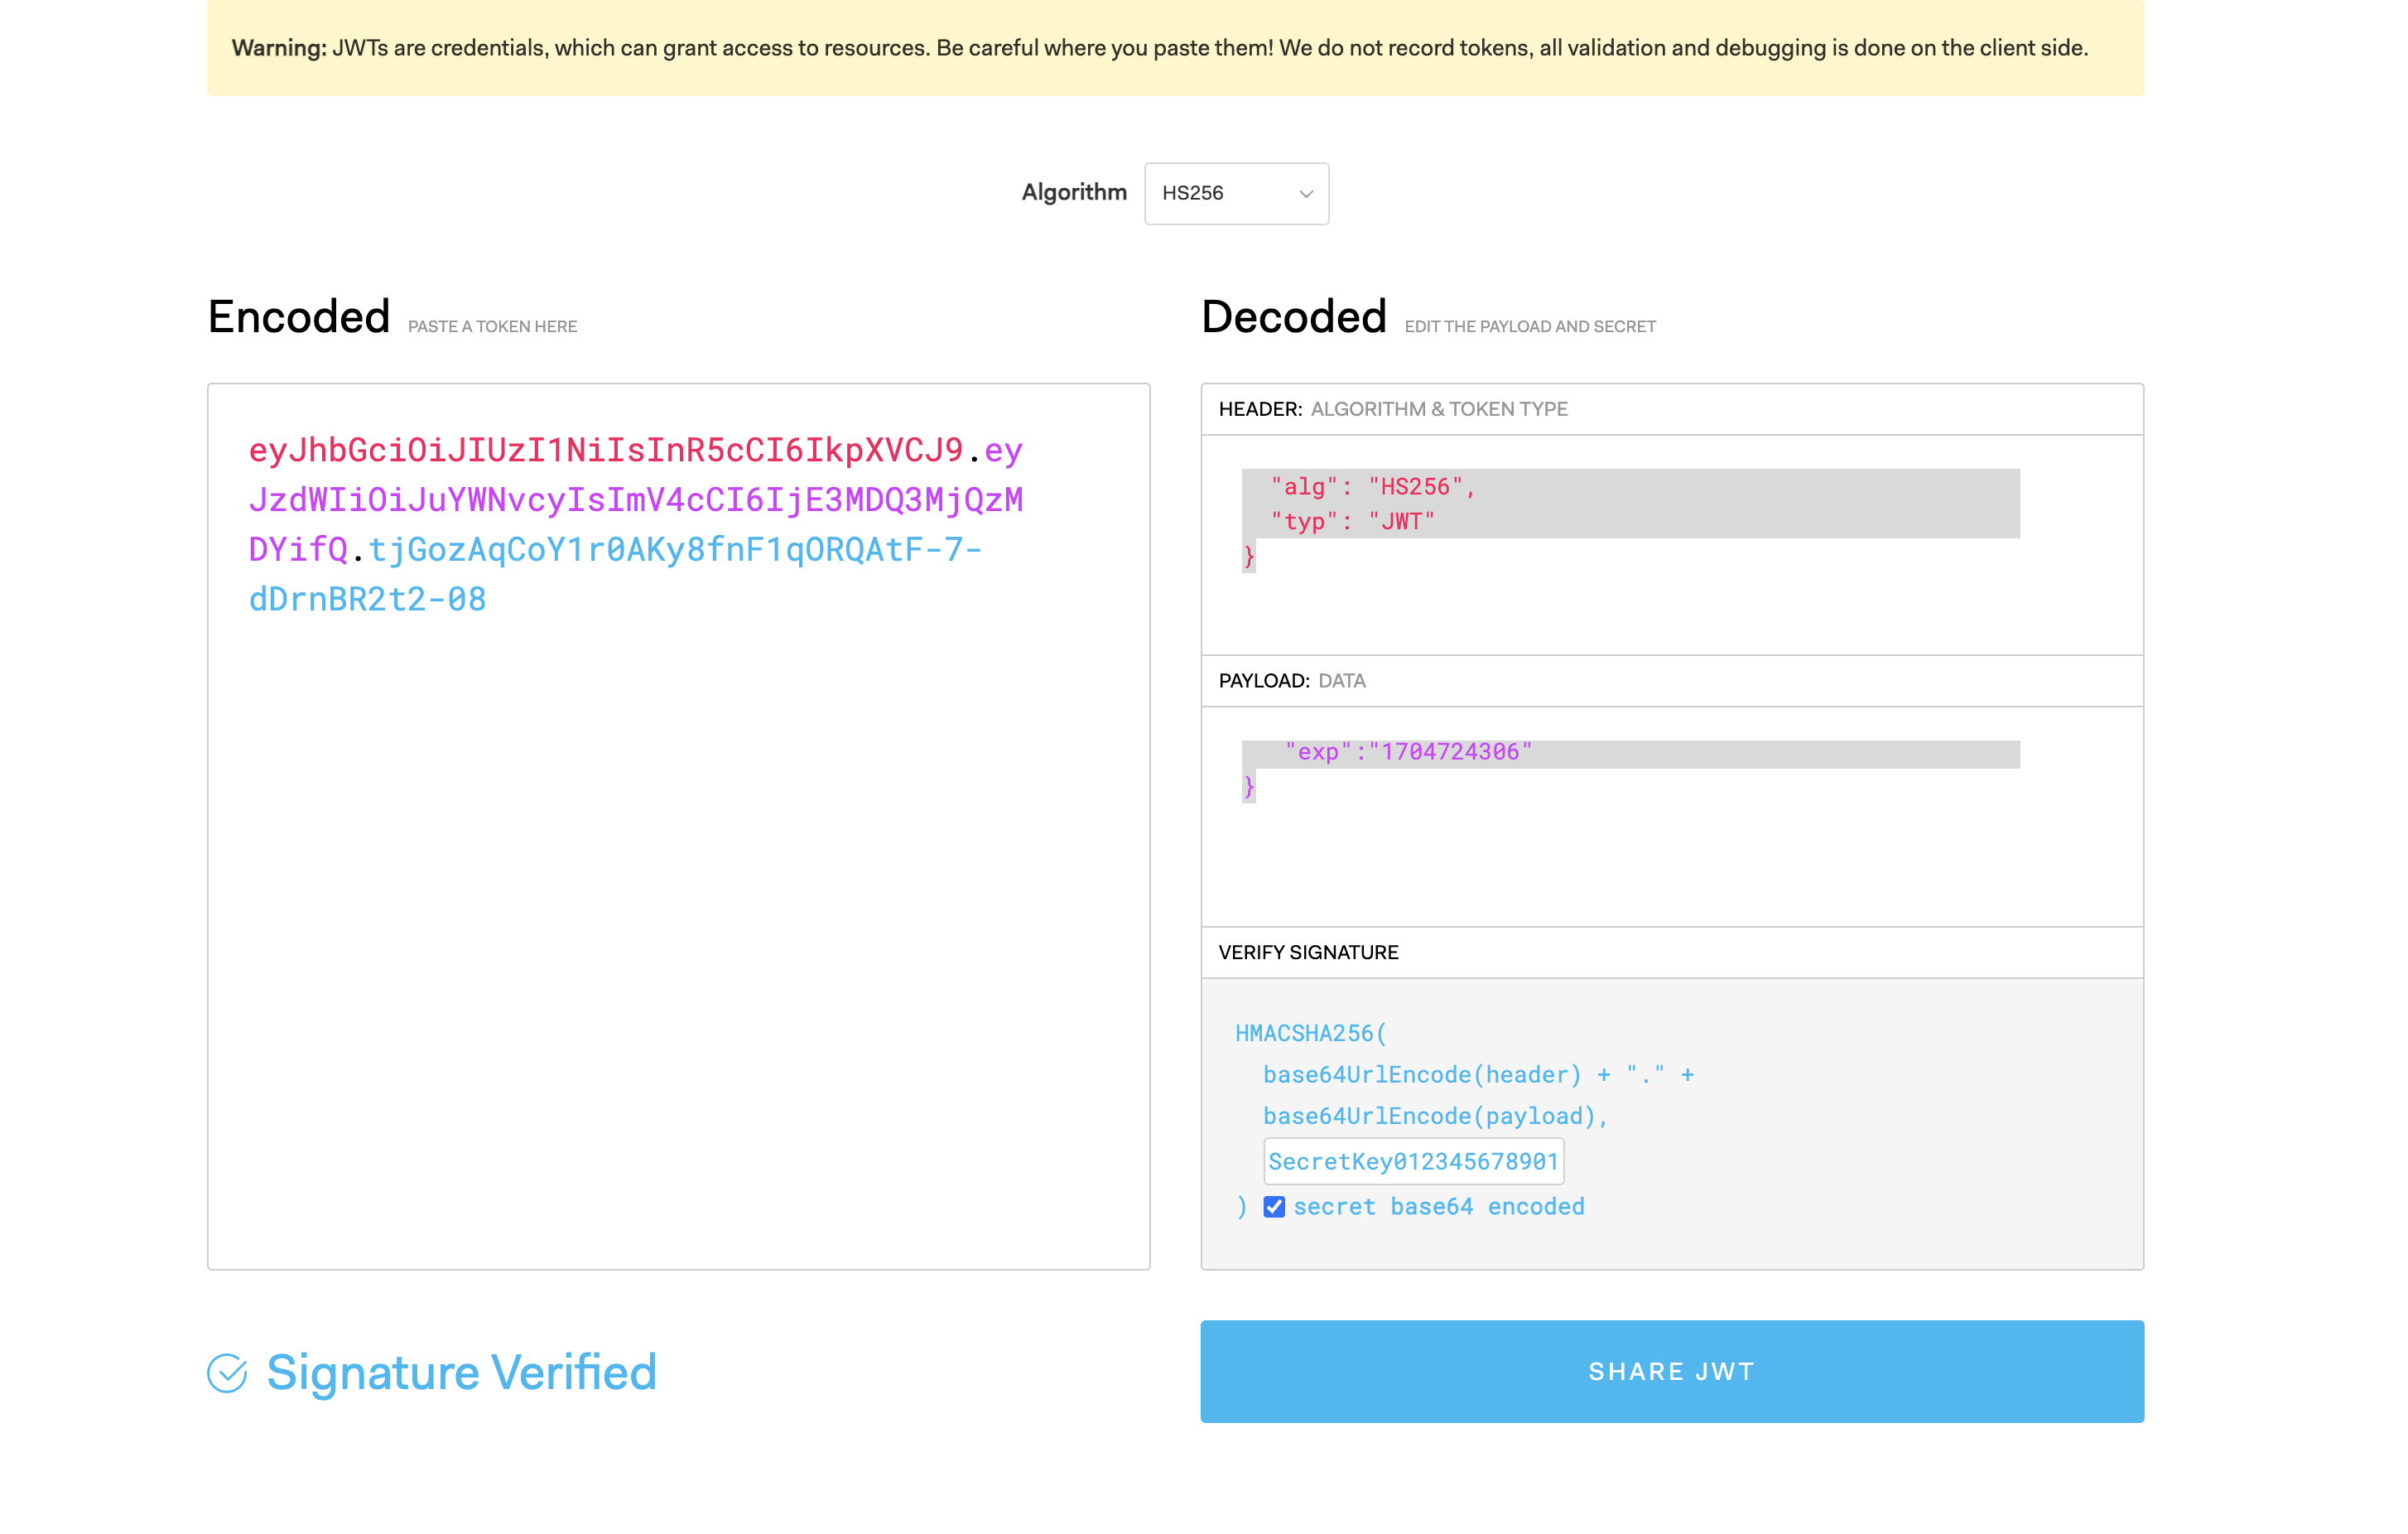 Warning: JWTs are credentials, which can grant access to resources. Be careful where you paste them! We do not record tokens, all validation and debugging is done on the client side.
Algorithm HS256
Encoded PASTE A TOKEN HERE
eyJhbGciOiJIUzI1NiIsInR5cCI6IkpXVCJ9.ey
JzdWIiOiJuYWNvcyIsImV4cCI6IjE3MDQ3MjQzM
DYifQ.tjGozAqCoY1r0AKy8fnF1qORQAtF-7-
dDrnBR2t2-08
Signature Verified
Decoded EDIT THE PAYLOAD AND SECRET
HEADER: ALGORITHM & TOKEN TYPE
"alg": "HS256",
"typ": "JWT"
}
PAYLOAD: DATA
"exp":"1704724306"
}
VERIFY SIGNATURE
HMACSHA256(
base64UrlEncode(header) + "." +
base64UrlEncode(payload),
SecretKey012345678901
) secret base64 encoded
SHARE JWT